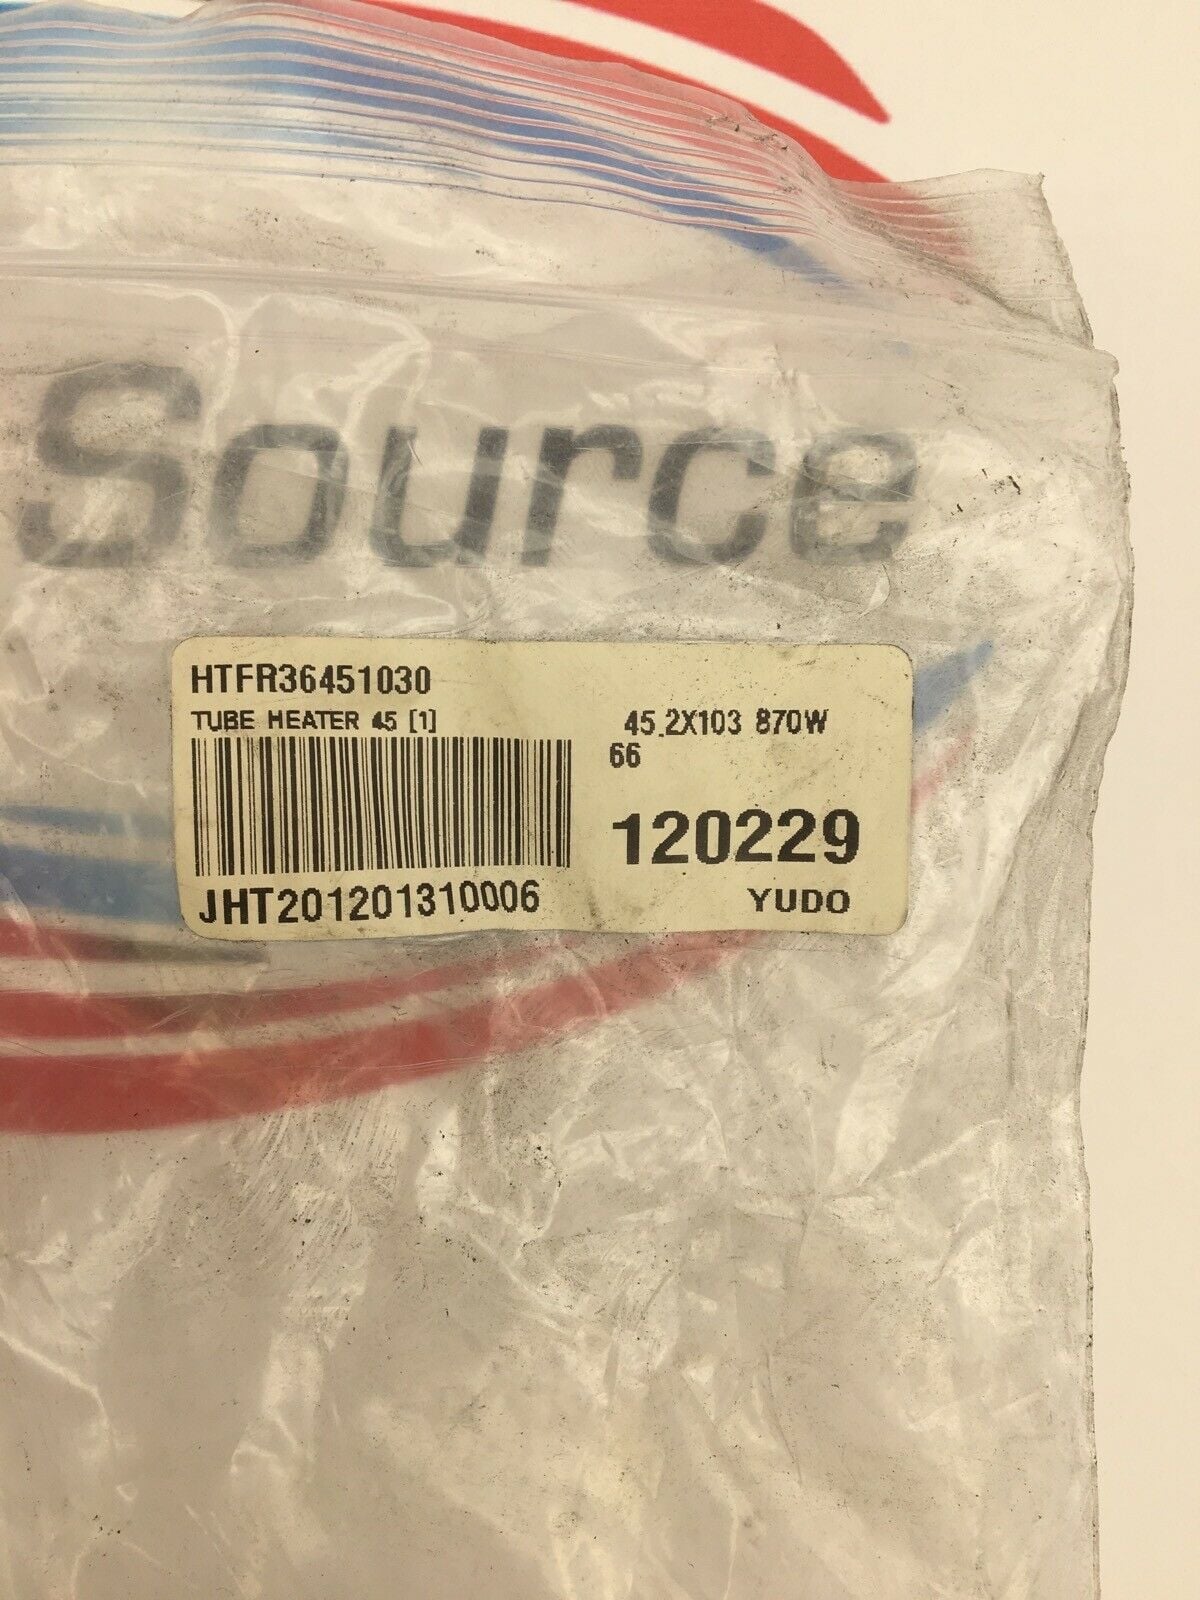 Source
HTFR36451030
TUBE HEATER 45 [1]
45.2X103 870W
66
120229
JHT201201310006
YUDO